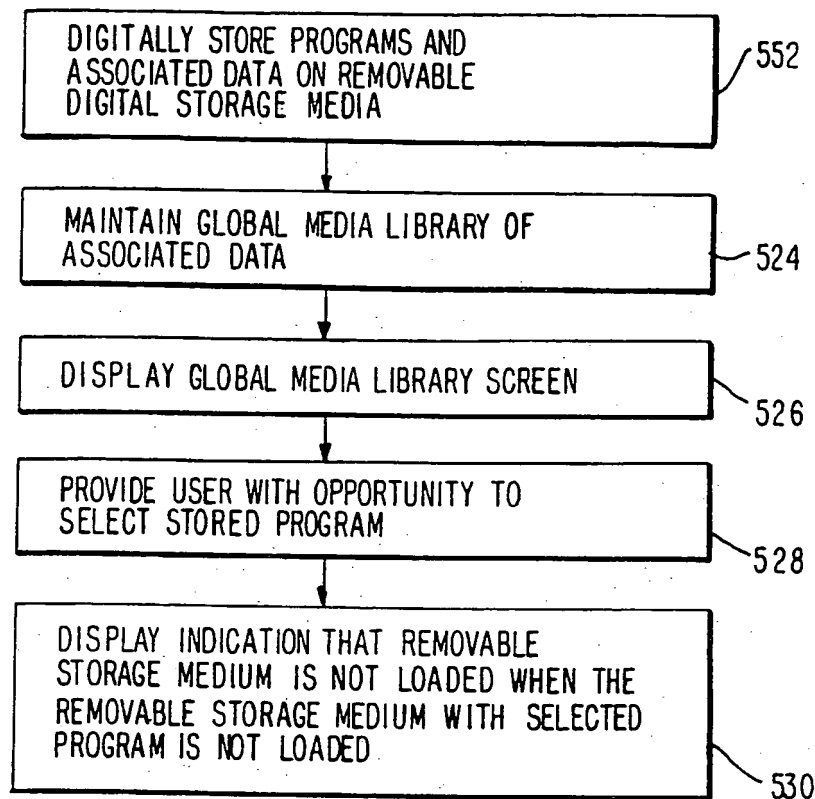 DIGITALLY STORE PROGRAMS AND
ASSOCIATED DATA ON REMOVABLE
DIGITAL STORAGE MEDIA
552
MAINTAIN GLOBAL MEDIA LIBRARY OF
ASSOCIATED DATA
524
DISPLAY GLOBAL MEDIA LIBRARY SCREEN
526
PROVIDE USER WITH OPPORTUNITY TO
SELECT STORED PROGRAM
528
DISPLAY INDICATION THAT REMOVABLE
STORAGE MEDIUM IS NOT LOADED WHEN THE
REMOVABLE STORAGE MEDIUM WITH SELECTED
PROGRAM IS NOT LOADED
530